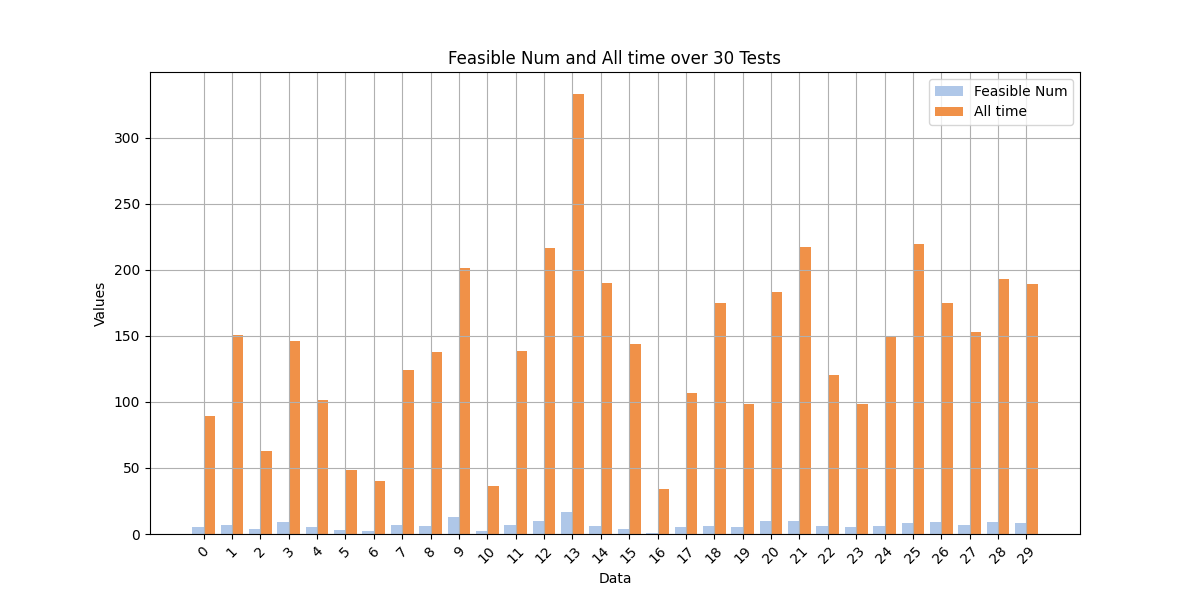 Feasible Num and All time over 30 Tests
Feasible Num
All time
300
250
200
150
100
50
0
Values
0 1 2 3 4 5 6 7 8 9 10 11 12 13 14 15 16 17 18 19 20 21 22 23 24 25 26 27 28 29
Data